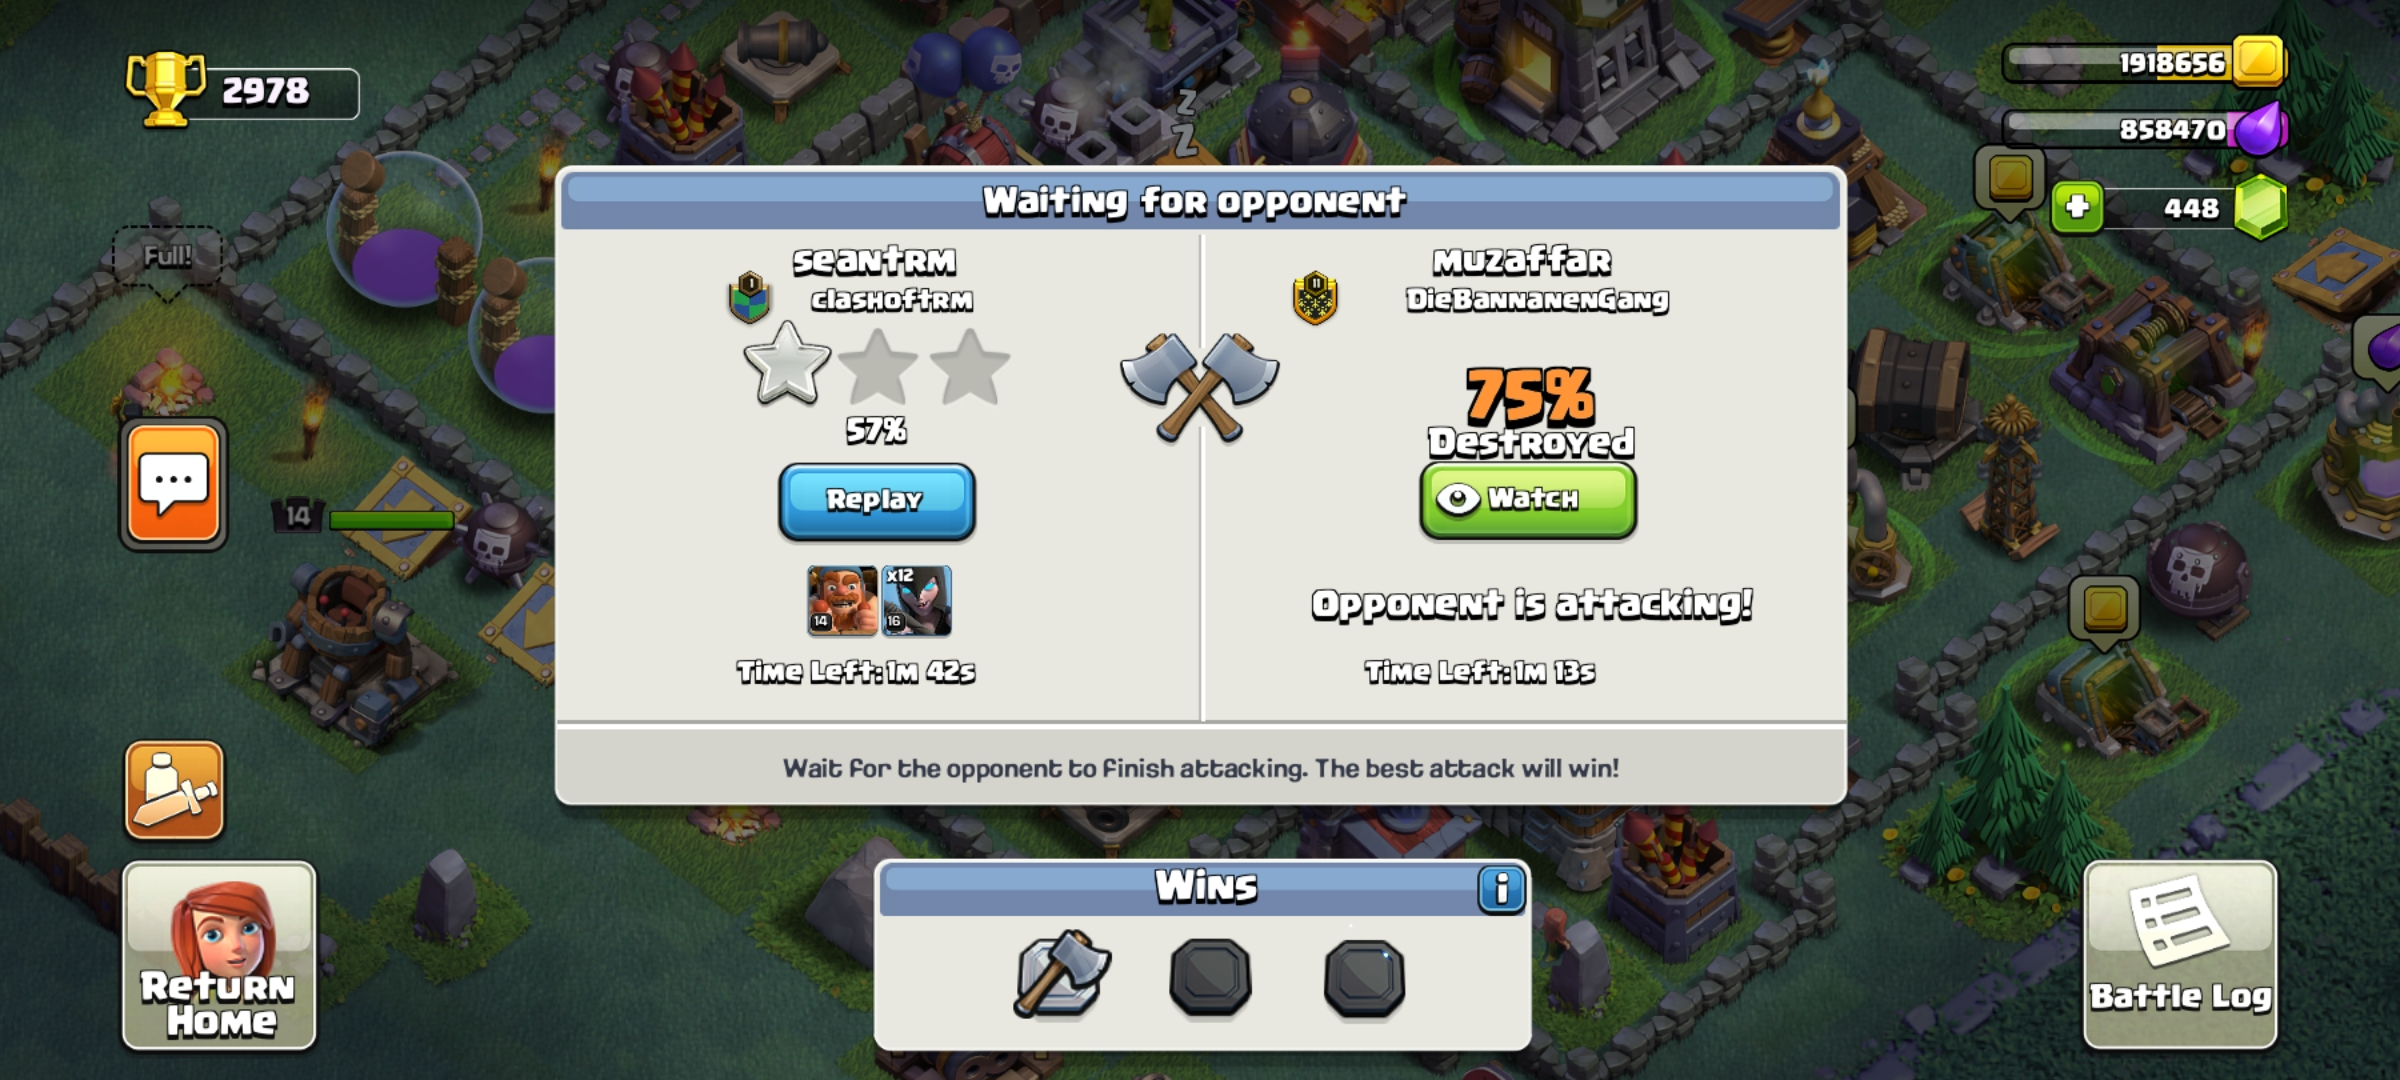 2978
1918656
858470
448
Full!
14
Waiting for opponent
seantrm
clashoftrm
57%
Replay
x12
14
16
Time Left: 1m 42s
Muzaffar
DieBannanenGang
75%
Destroyed
Watch
Opponent is attacking!
Time Left: 1m 13s
Wait for the opponent to finish attacking. The best attack will win!
Wins
i
Return
Home
Battle Log
Z
Z